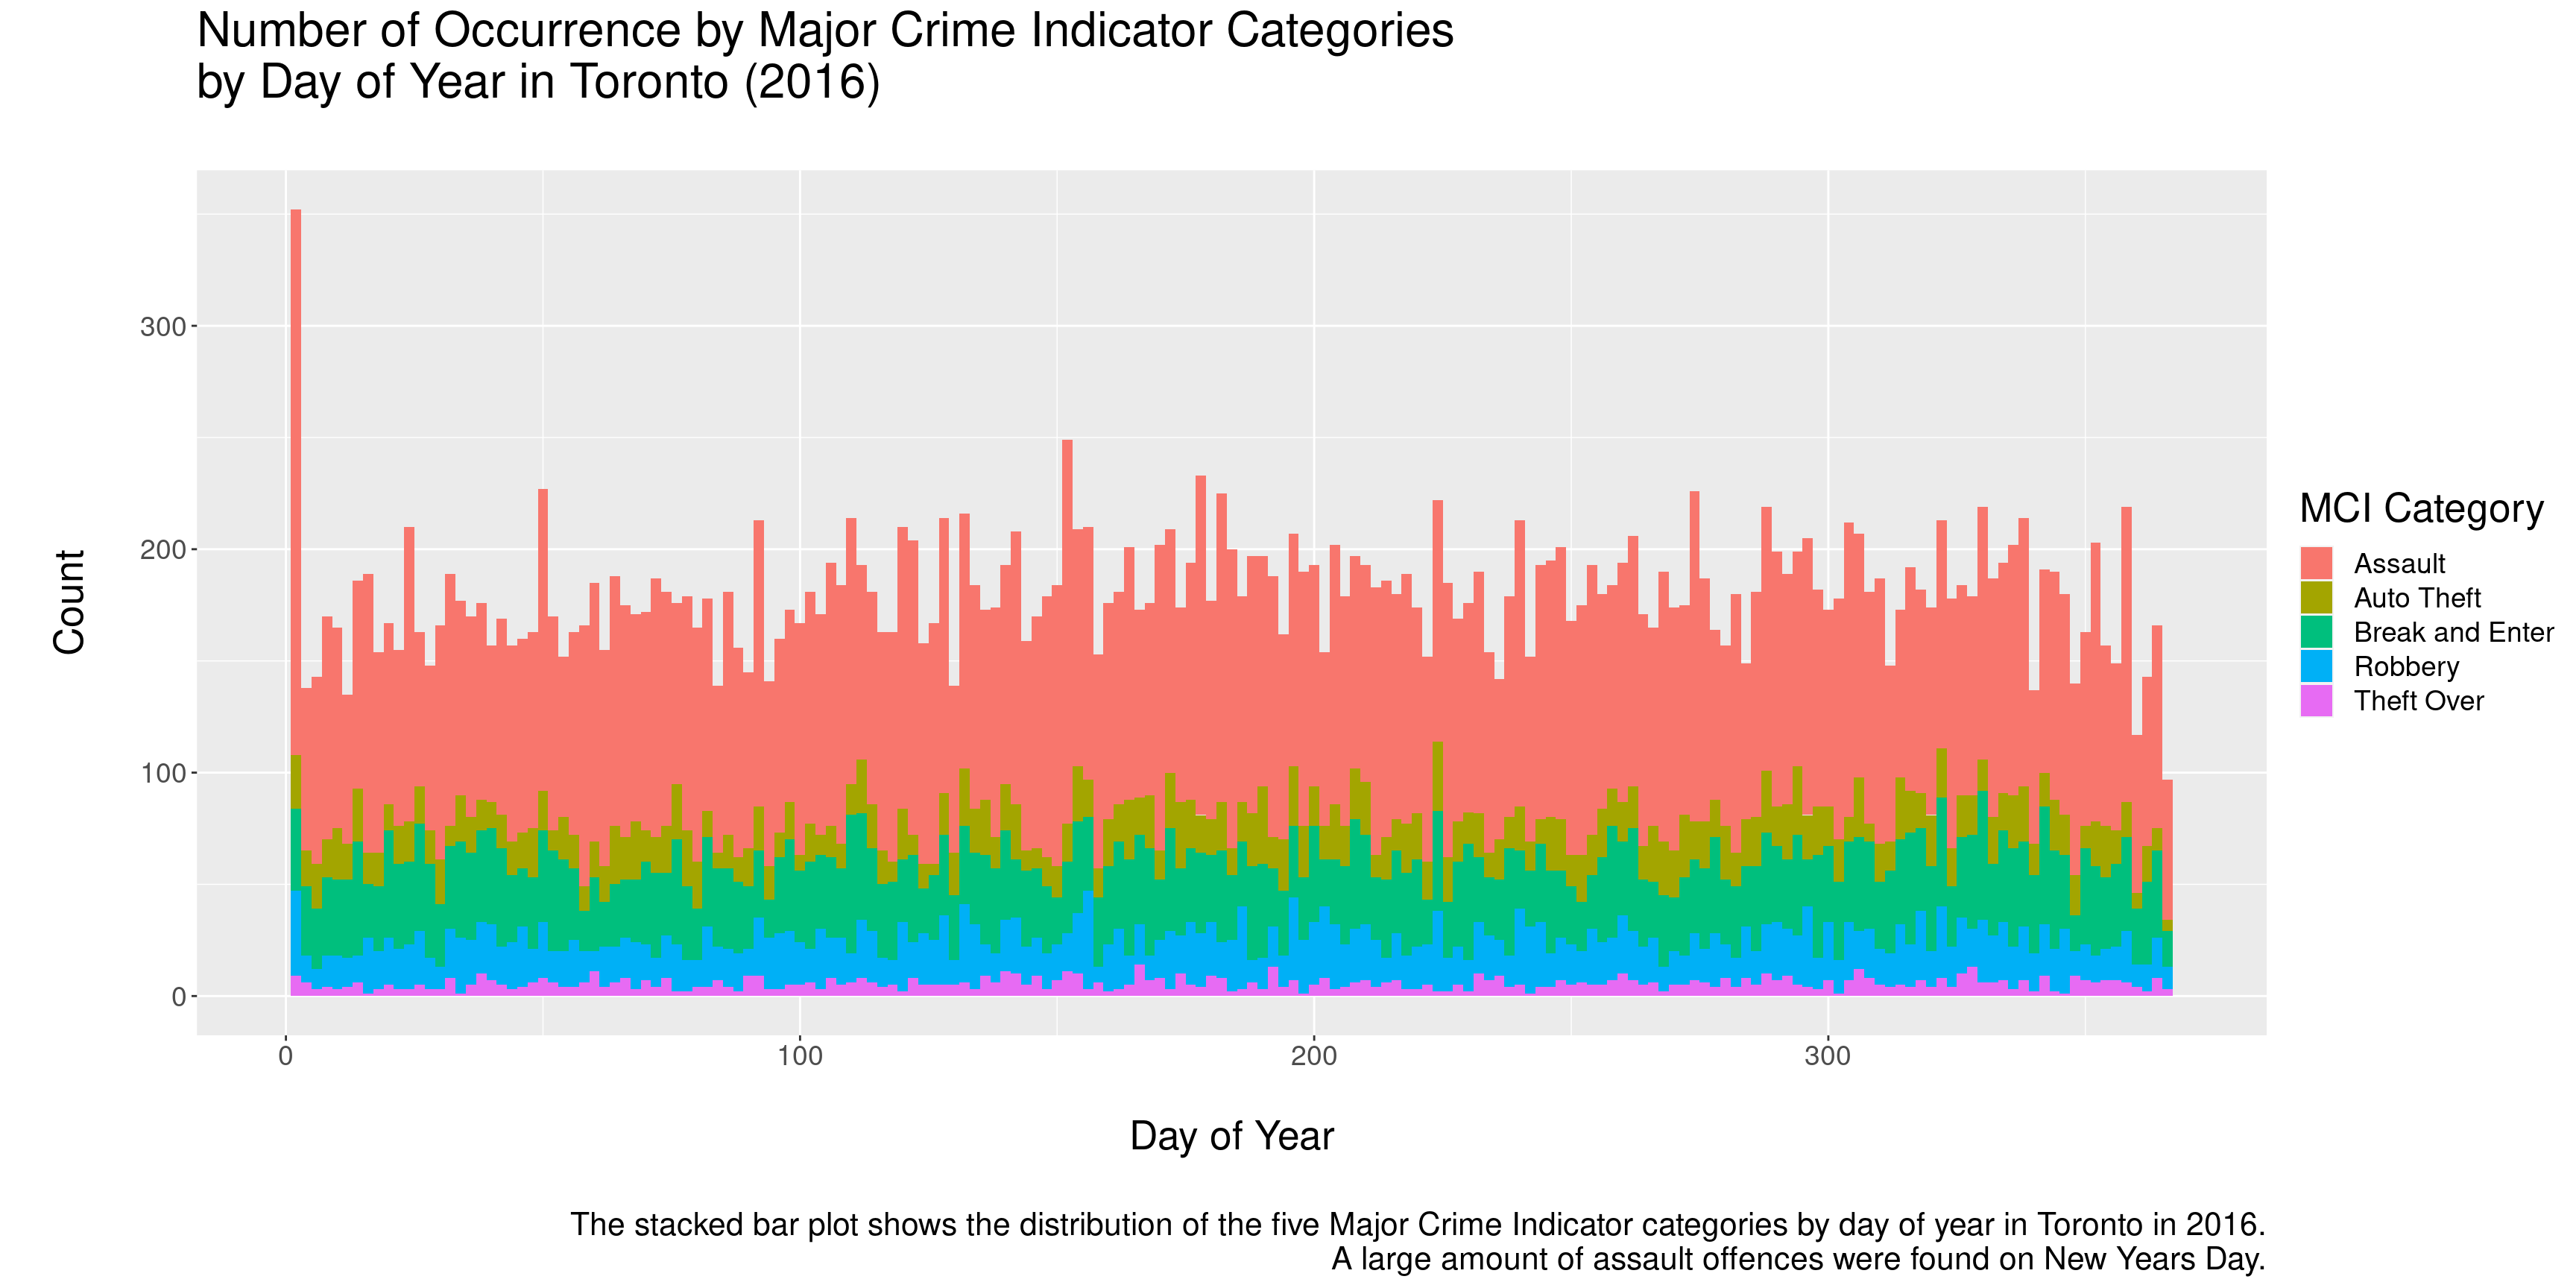 Number of Occurrence by Major Crime Indicator Categories
by Day of Year in Toronto (2016)
300
200
100
0
Count
0
100
200
300
Day of Year
MCI Category
Assault
Auto Theft
Break and Enter
Robbery
Theft Over
The stacked bar plot shows the distribution of the five Major Crime Indicator categories by day of year in Toronto in 2016.
A large amount of assault offences were found on New Years Day.